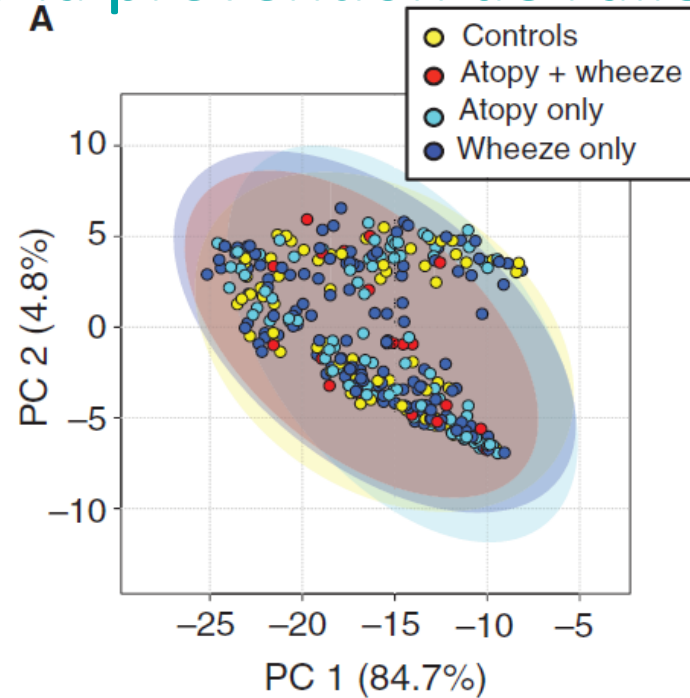 A
Controls
Atopy + wheeze
Atopy only
Wheeze only
10
5
0
−5
−10
PC 2 (4.8%)
−25 −20 −15 −10 −5
PC 1 (84.7%)